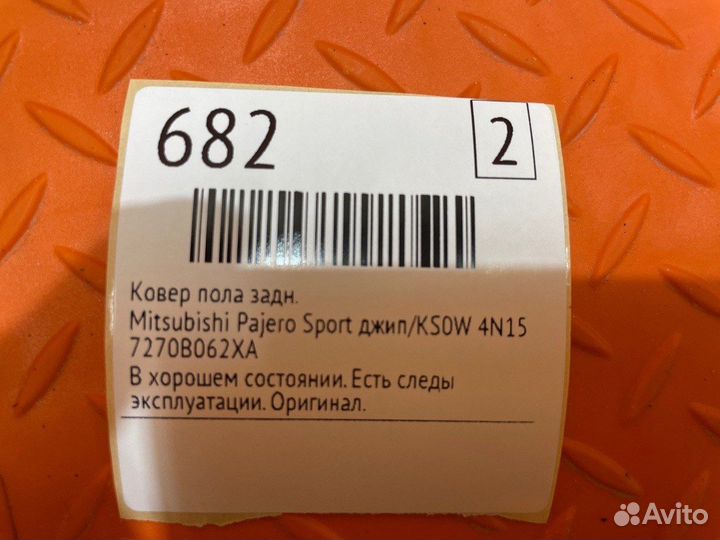 682
2
Ковер пола задн.
Mitsubishi Pajero Sport джип/KS0W 4N15
7270B062XA
В хорошем состоянии. Есть следы
эксплуатации. Оригинал.
Avito